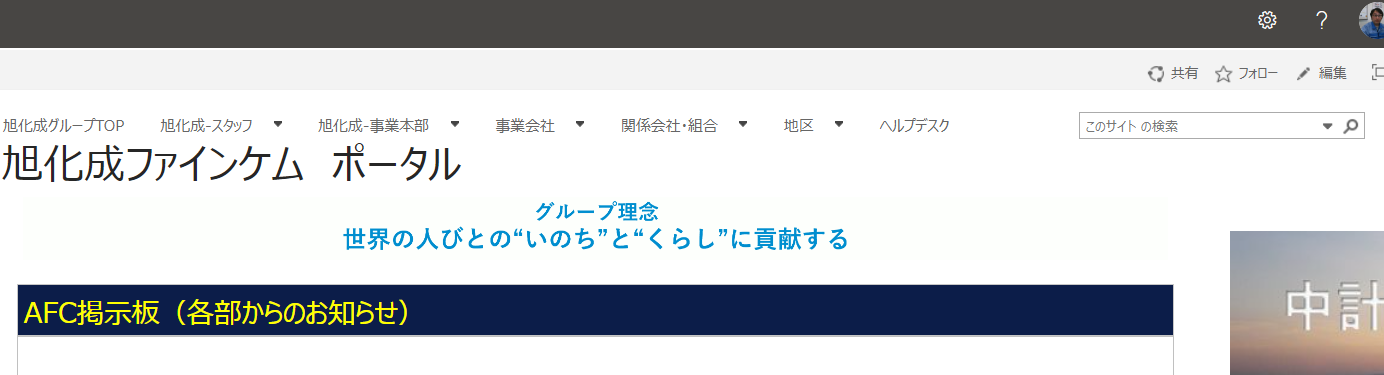 ?
共有 フォロー 編集
旭化成グループTOP 旭化成-スタッフ 旭化成-事業本部 事業会社 関係会社・組合 地区 ヘルプデスク このサイト の検索
旭化成ファインケム ポータル
グループ理念
世界の人びとの“いのち”と“くらし”に貢献する
AFC掲示板（各部からのお知らせ）
中計